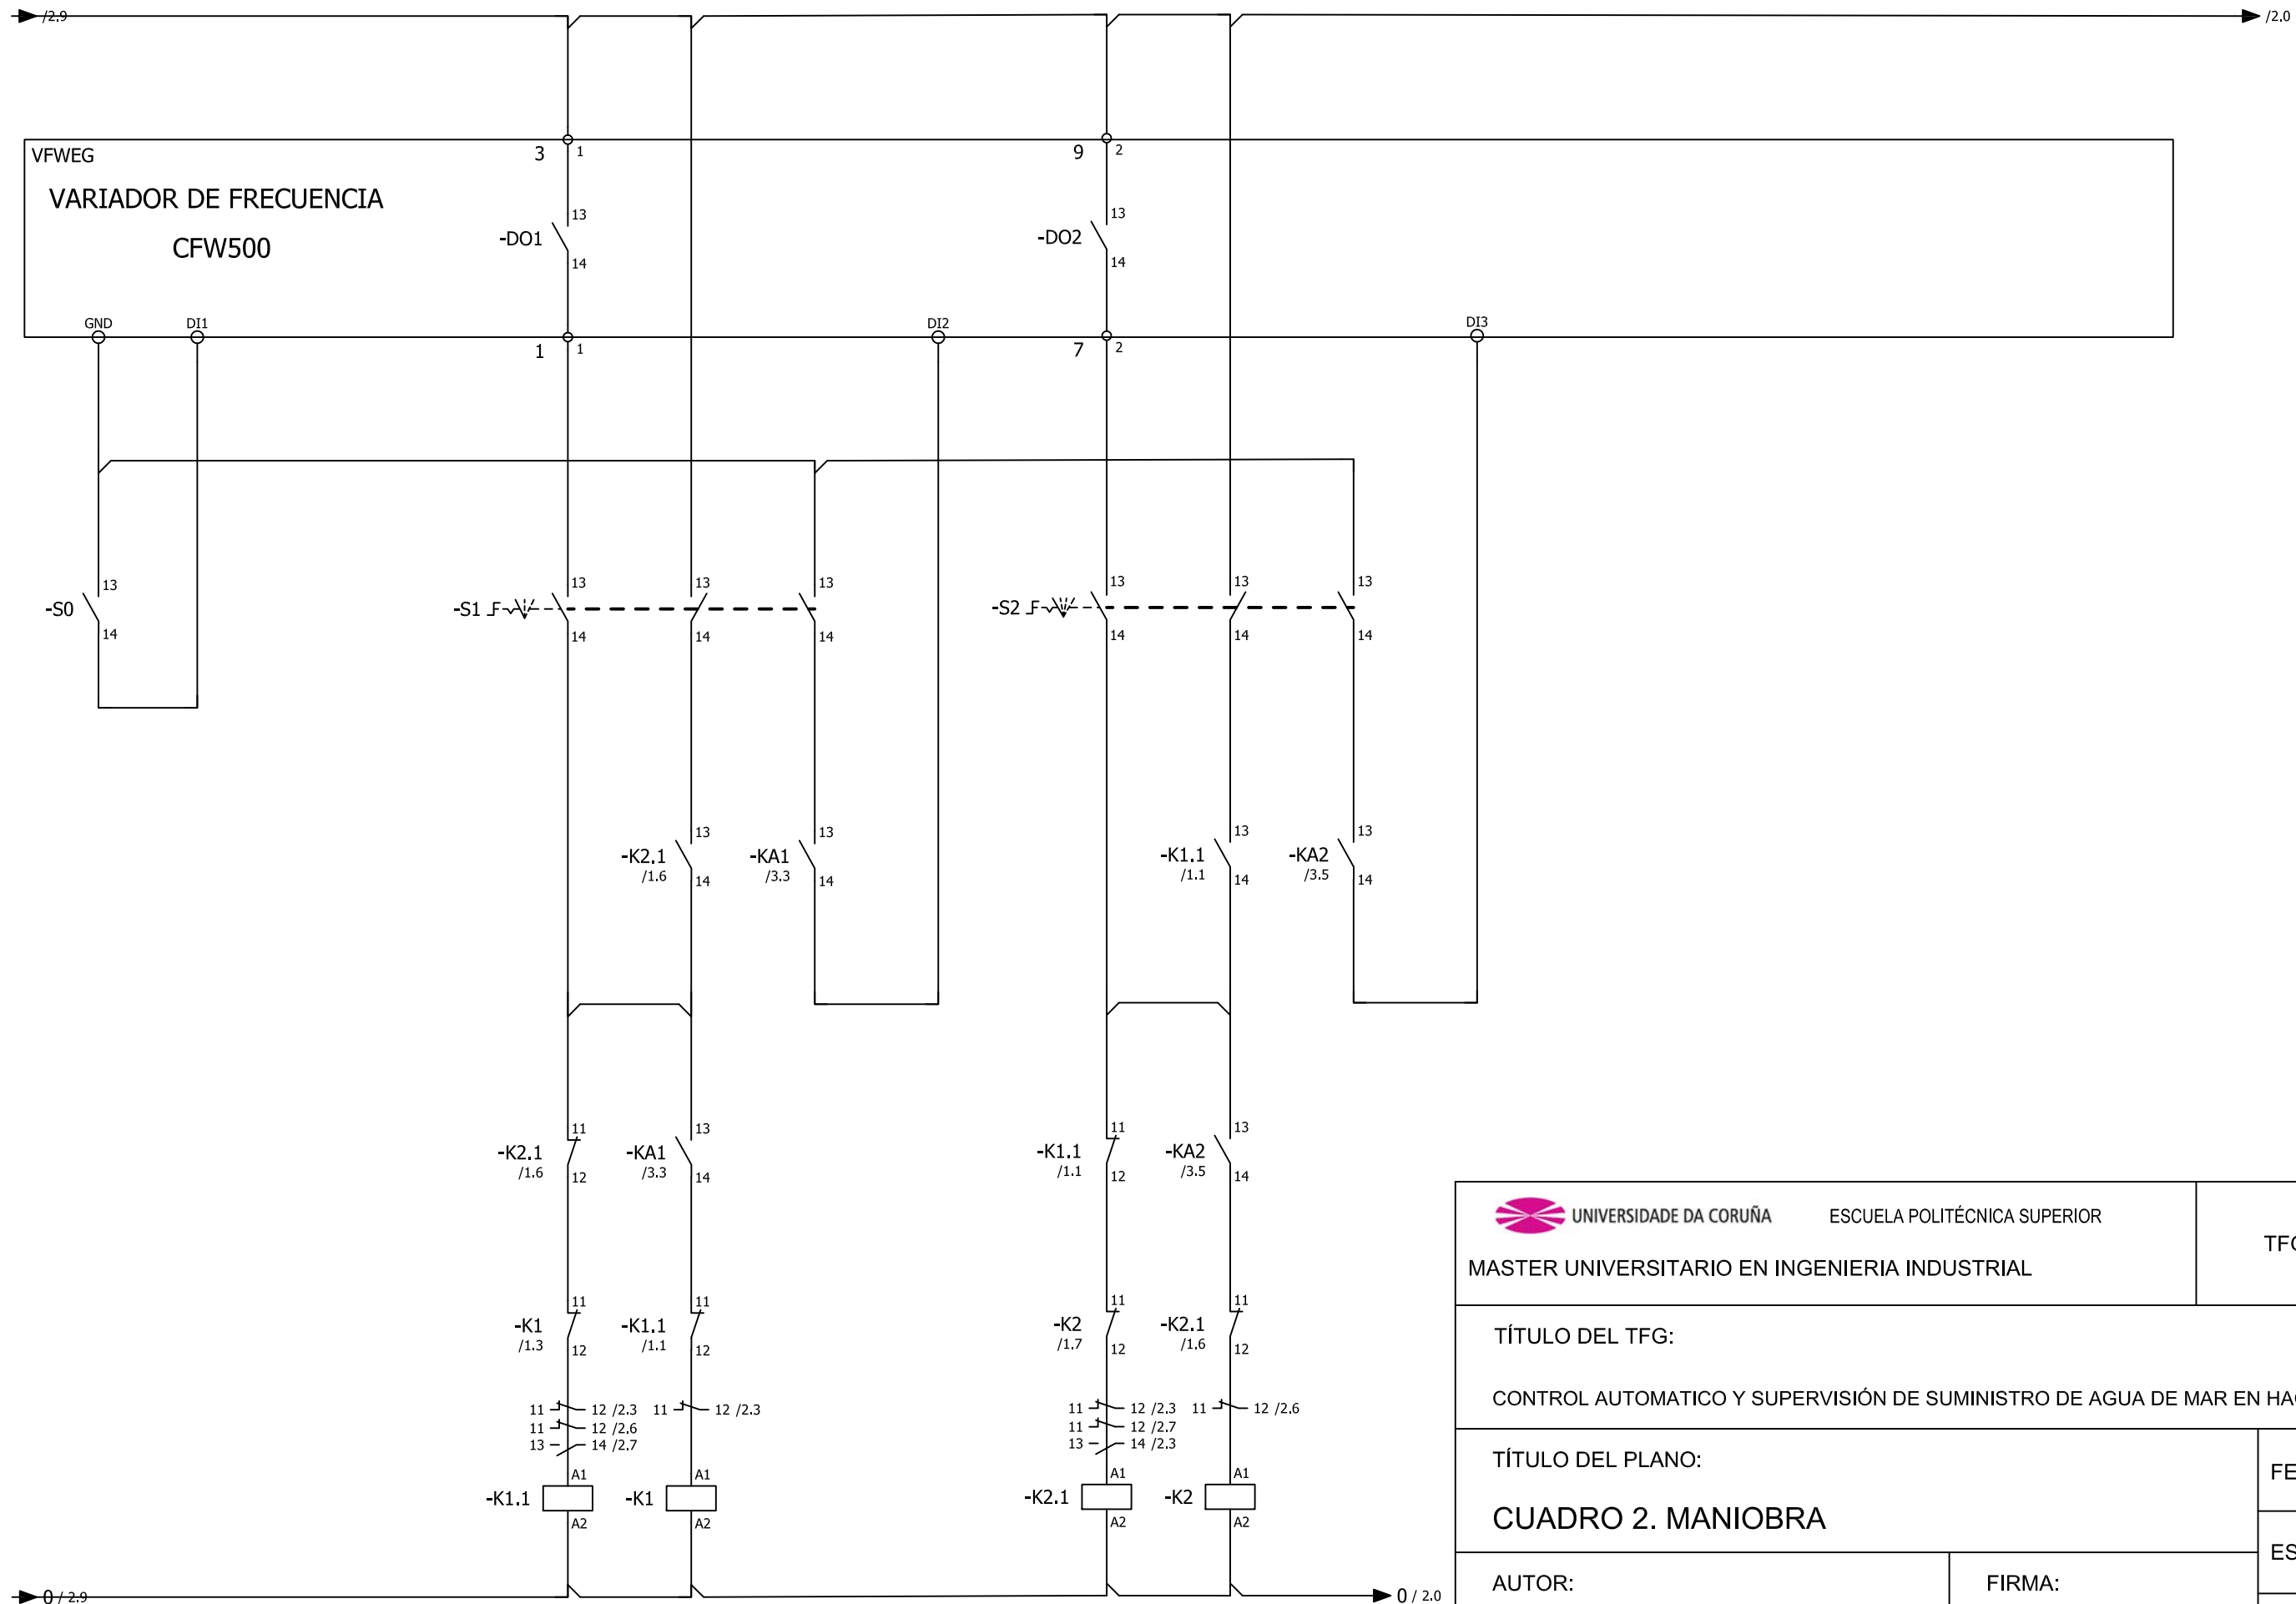 /2.9
/2.0
VFWEG
VARIADOR DE FRECUENCIA
CFW500
3
1
9
2
-DO1
13
14
-DO2
13
14
GND
DI1
1
1
DI2
7
2
DI3
-S0
13
14
-S1
13
14
13
14
13
14
-S2
13
14
13
14
13
14
-K2.1
/1.6
13
14
-KA1
/3.3
13
14
-K1.1
/1.1
13
14
-KA2
/3.5
13
14
-K2.1
/1.6
11
12
-KA1
/3.3
13
14
-K1.1
/1.1
11
12
-KA2
/3.5
13
14
-K1
/1.3
11
12
-K1.1
/1.1
11
12
-K2
/1.7
11
12
-K2.1
/1.6
11
12
11 12 /2.3
11 12 /2.6
13 14 /2.7
11 12 /2.3
11 12 /2.3
11 12 /2.7
13 14 /2.3
11 12 /2.6
-K1.1
A1
A2
-K1
A1
A2
-K2.1
A1
A2
-K2
A1
A2
0 / 2.9
0 / 2.0
UNIVERSIDADE DA CORUÑA
ESCUELA POLITÉCNICA SUPERIOR
MASTER UNIVERSITARIO EN INGENIERIA INDUSTRIAL
TÍTULO DEL TFG:
CONTROL AUTOMATICO Y SUPERVISIÓN DE SUMINISTRO DE AGUA DE MAR EN
TÍTULO DEL PLANO:
CUADRO 2. MANIOBRA
AUTOR:
FIRMA: